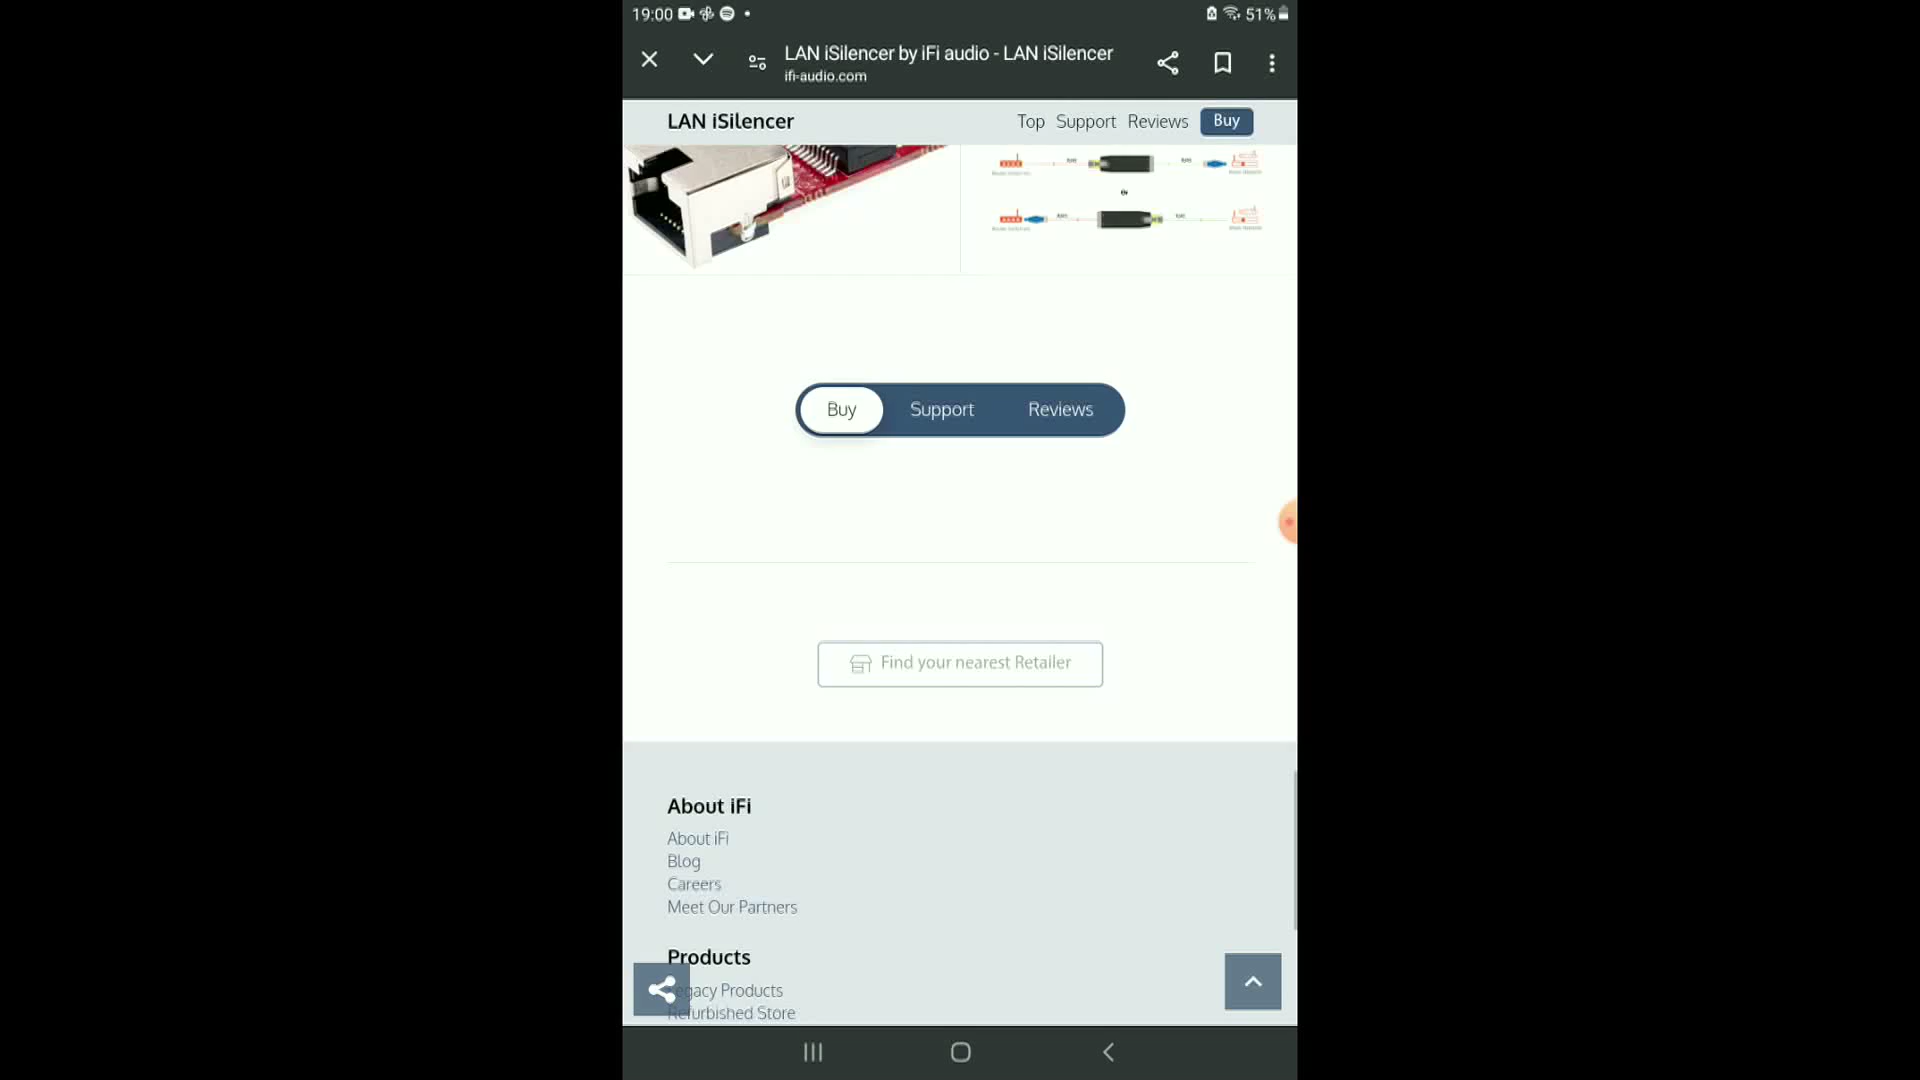 19:00
51%
LAN iSilencer by iFi audio - LAN iSilencer
ifi-audio.com
LAN iSilencer
Top Support Reviews Buy
Buy Support Reviews
Find your nearest Retailer
About iFi
About iFi
Blog
Careers
Meet Our Partners
Products
egacy Products
Refurbished Store